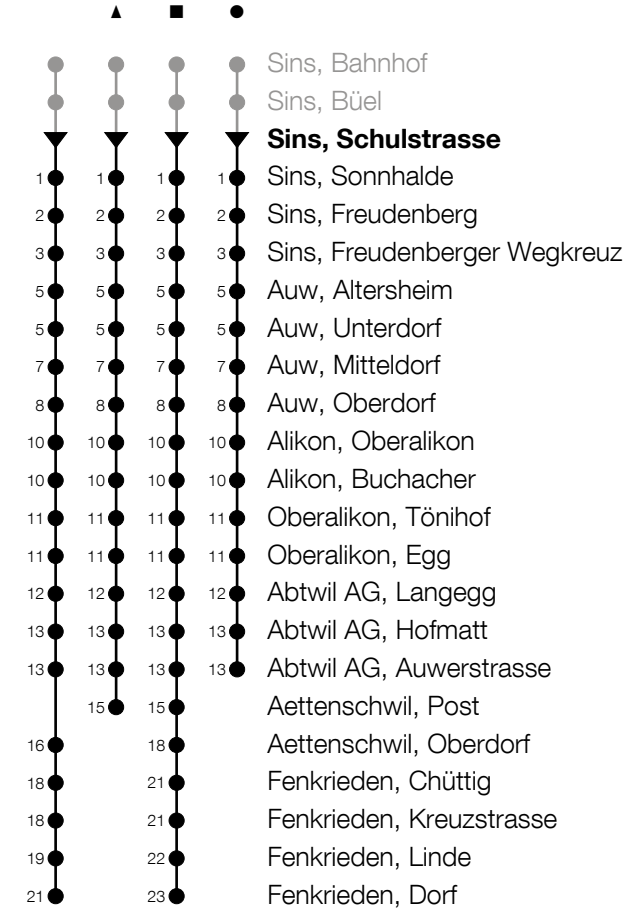 ▲ ■ ●
Sins, Bahnhof
Sins, Büel
Sins, Schulstrasse
1 1 1 1 Sins, Sonnhalde
2 2 2 2 Sins, Freudenberg
3 3 3 3 Sins, Freudenberger Wegkreuz
5 5 5 5 Auw, Altersheim
5 5 5 5 Auw, Unterdorf
7 7 7 7 Auw, Mitteldorf
8 8 8 8 Auw, Oberdorf
10 10 10 10 Alikon, Oberalikon
10 10 10 10 Alikon, Buchacher
11 11 11 11 Oberalikon, Tönihof
11 11 11 11 Oberalikon, Egg
12 12 12 12 Abtwil AG, Langegg
13 13 13 13 Abtwil AG, Hofmatt
13 13 13 13 Abtwil AG, Auwerstrasse
15 15 Aettenschwil, Post
16 18 Aettenschwil, Oberdorf
18 21 Fenkrieden, Chüttig
18 21 Fenkrieden, Kreuzstrasse
19 22 Fenkrieden, Linde
21 23 Fenkrieden, Dorf